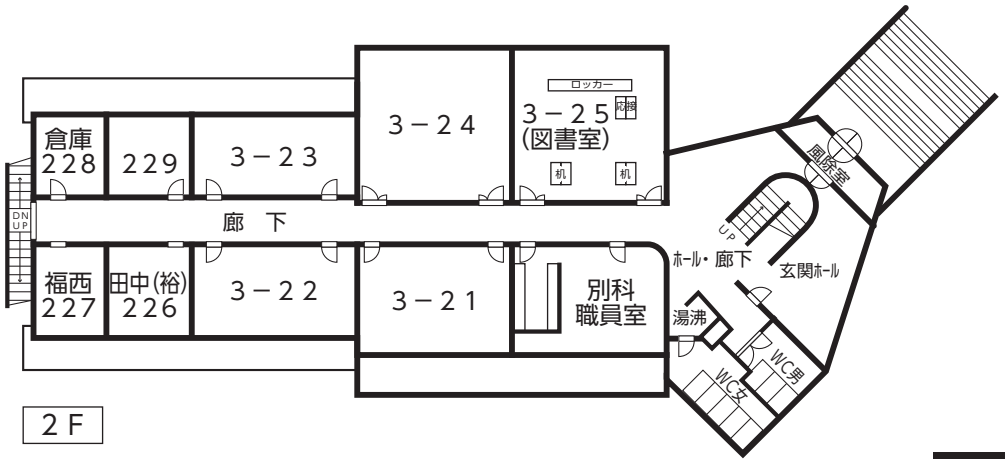 ロッカー
応接
3-24
3-25
(図書室)
倉庫
228
229
3-23
風除室
机
机
DN
UP
廊 下
UP
ホール・廊下
玄関ホール
福西
227
田中(裕)
226
3-22
3-21
別科
職員室
湯沸
WC男
WC女
2F